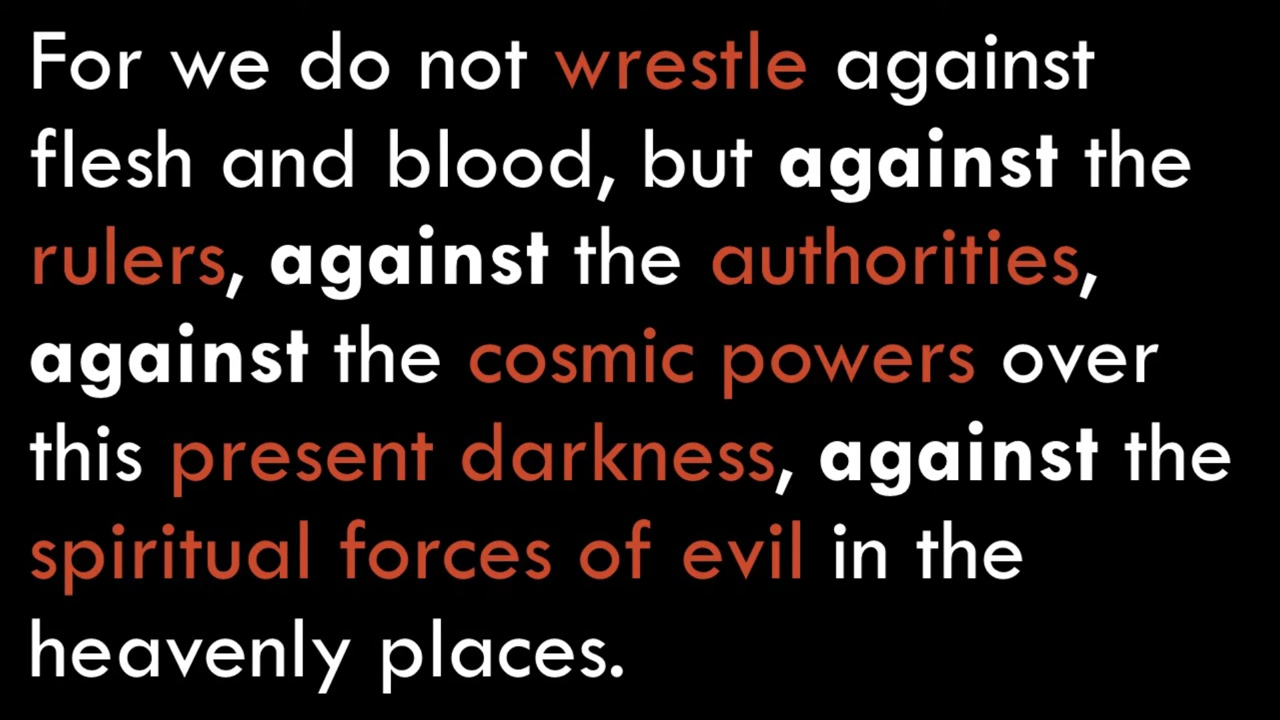 For we do not wrestle against
flesh and blood, but against the
rulers, against the authorities,
against the cosmic powers over
this present darkness, against the
spiritual forces of evil in the
heavenly places.